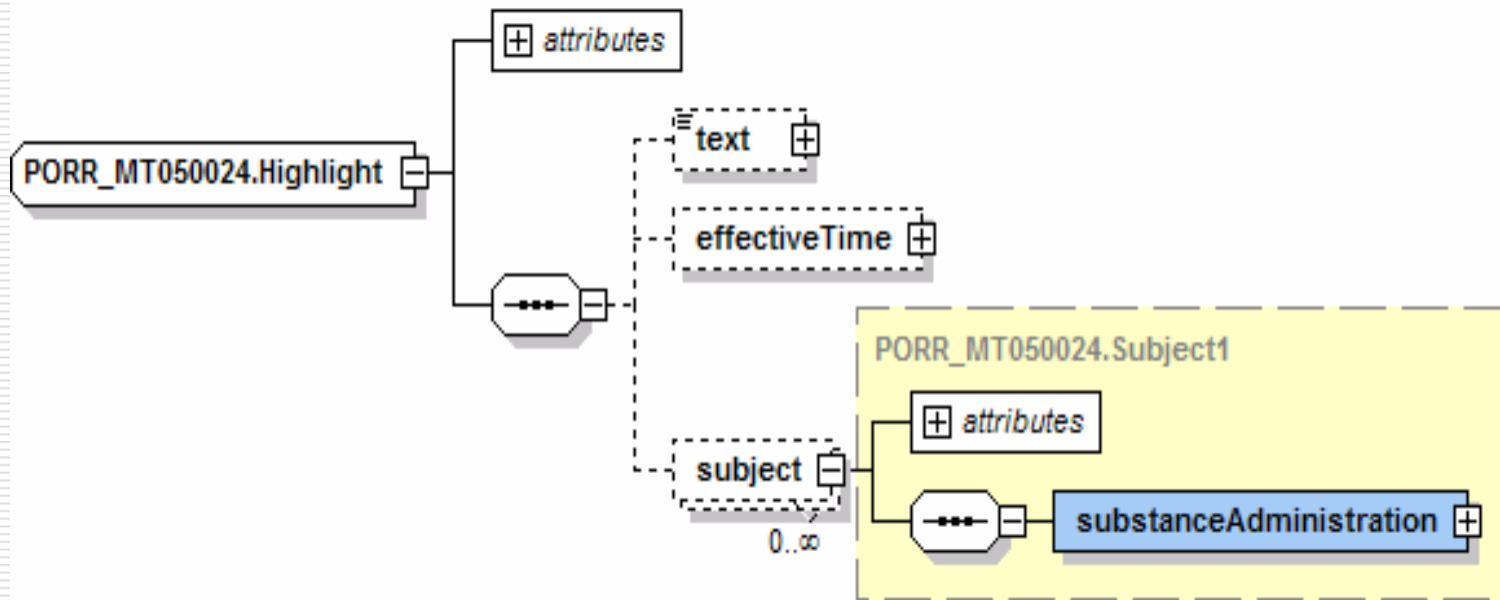 attributes
text
PORR_MT050024.Highlight
effectiveTime
PORR_MT050024.Subject1
attributes
subject
substanceAdministration
0..∞